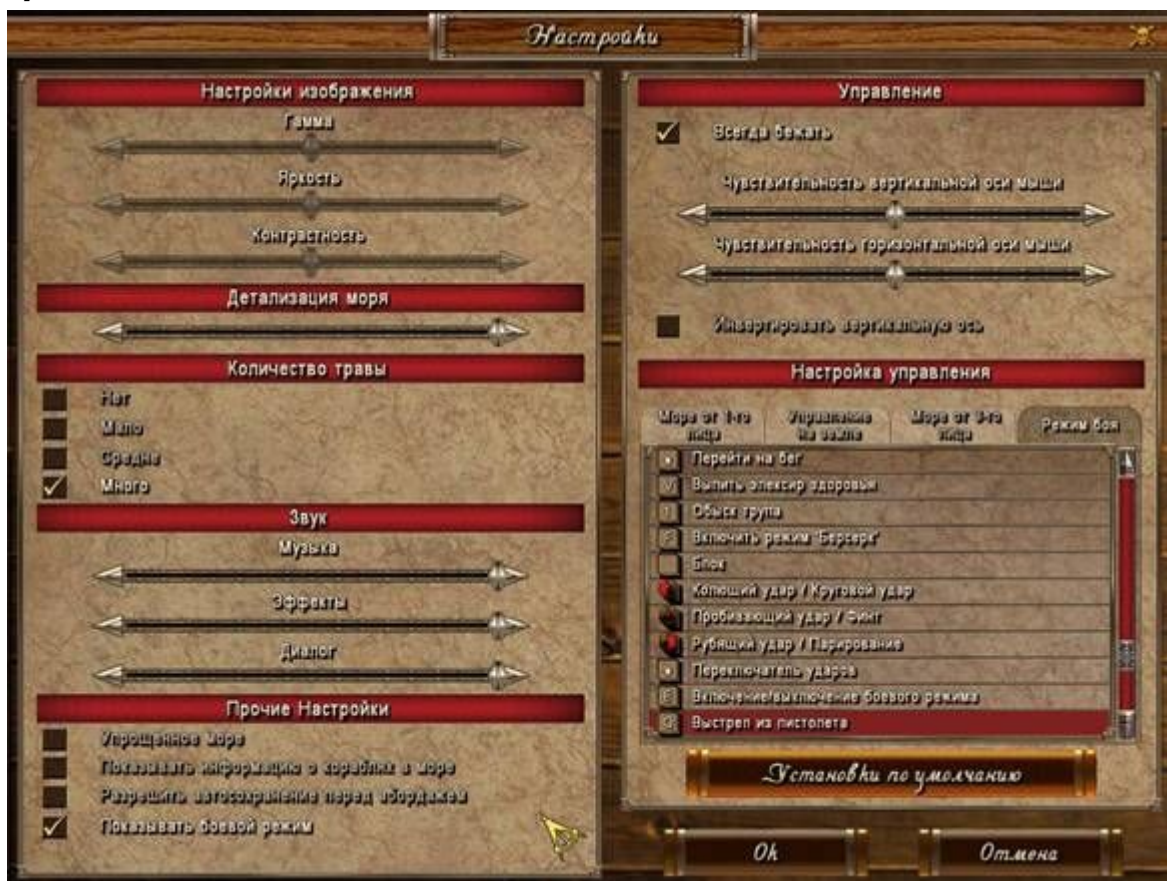 Настройки
Настройки изображения
Гамма
Яркость
Контрастность
Детализация моря
Количество травы
Нет
Мало
Средне
Много
Звук
Музыка
Эффекты
Диалог
Прочие Настройки
Упрощенное море
Показывать информацию о кораблях в море
Разрешить автосохранение перед абордажем
Показывать боевой режим
Управление
Всегда бежать
Чувствительность вертикальной оси мыши
Чувствительность горизонтальной оси мыши
Инвертировать вертикальную ось
Настройка управления
Море от 1-го
лица
Управление
на земле
Море от 3-го
лица
Режим боя
Перейти на бег
Выпить элексир здоровья
Обыск трупа
Включить режим 'Берсерк'
Блок
Колющий удар / Круговой удар
Пробивающий удар / Финт
Рубящий удар / Парирование
Переключатель ударов
E Включение/выключение боевого режима
Q Выстрел из пистолета
Установки по умолчанию
Ok
Отмена